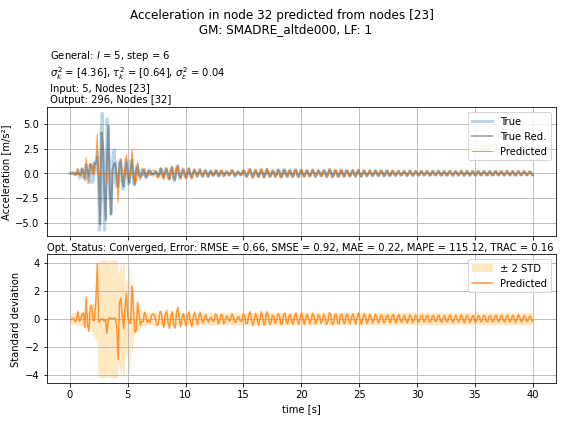 Acceleration in node 32 predicted from nodes [23]
GM: SMADRE_altde000, LF: 1
General: l = 5, step = 6
σ²ₖ = [4.36], τ²ₖ = [0.64], σ²ε = 0.04
Input: 5, Nodes [23]
Output: 296, Nodes [32]
Acceleration [m/s²]
5.0
2.5
0.0
−2.5
−5.0
True
True Red.
Predicted
Opt. Status: Converged, Error: RMSE = 0.66, SMSE = 0.92, MAE = 0.22, MAPE = 115.12, TRAC = 0.16
Standard deviation
4
2
0
−2
−4
± 2 STD
Predicted
0 5 10 15 20 25 30 35 40
time [s]